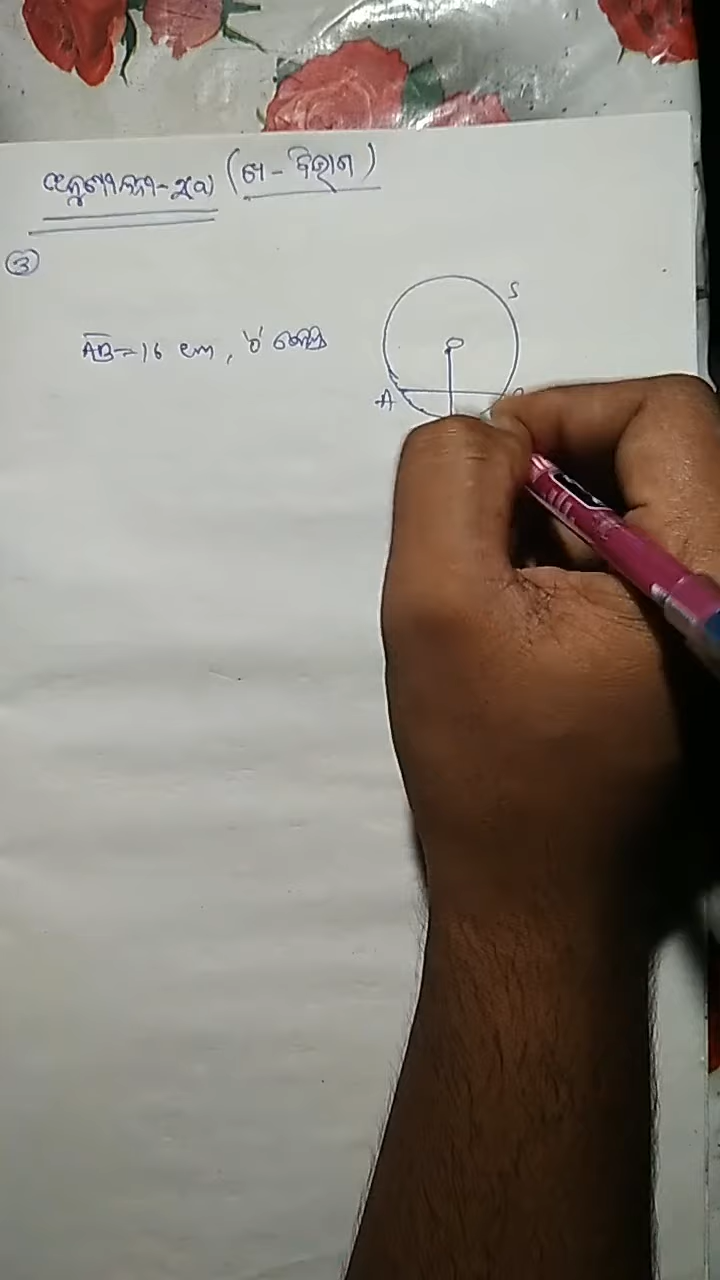 ଅନୁଶୀଳନୀ-୨(a) (ଖ - ବିଭାଗ)
③
S
O
AB = 16 cm, 'O' କେନ୍ଦ୍ର
A